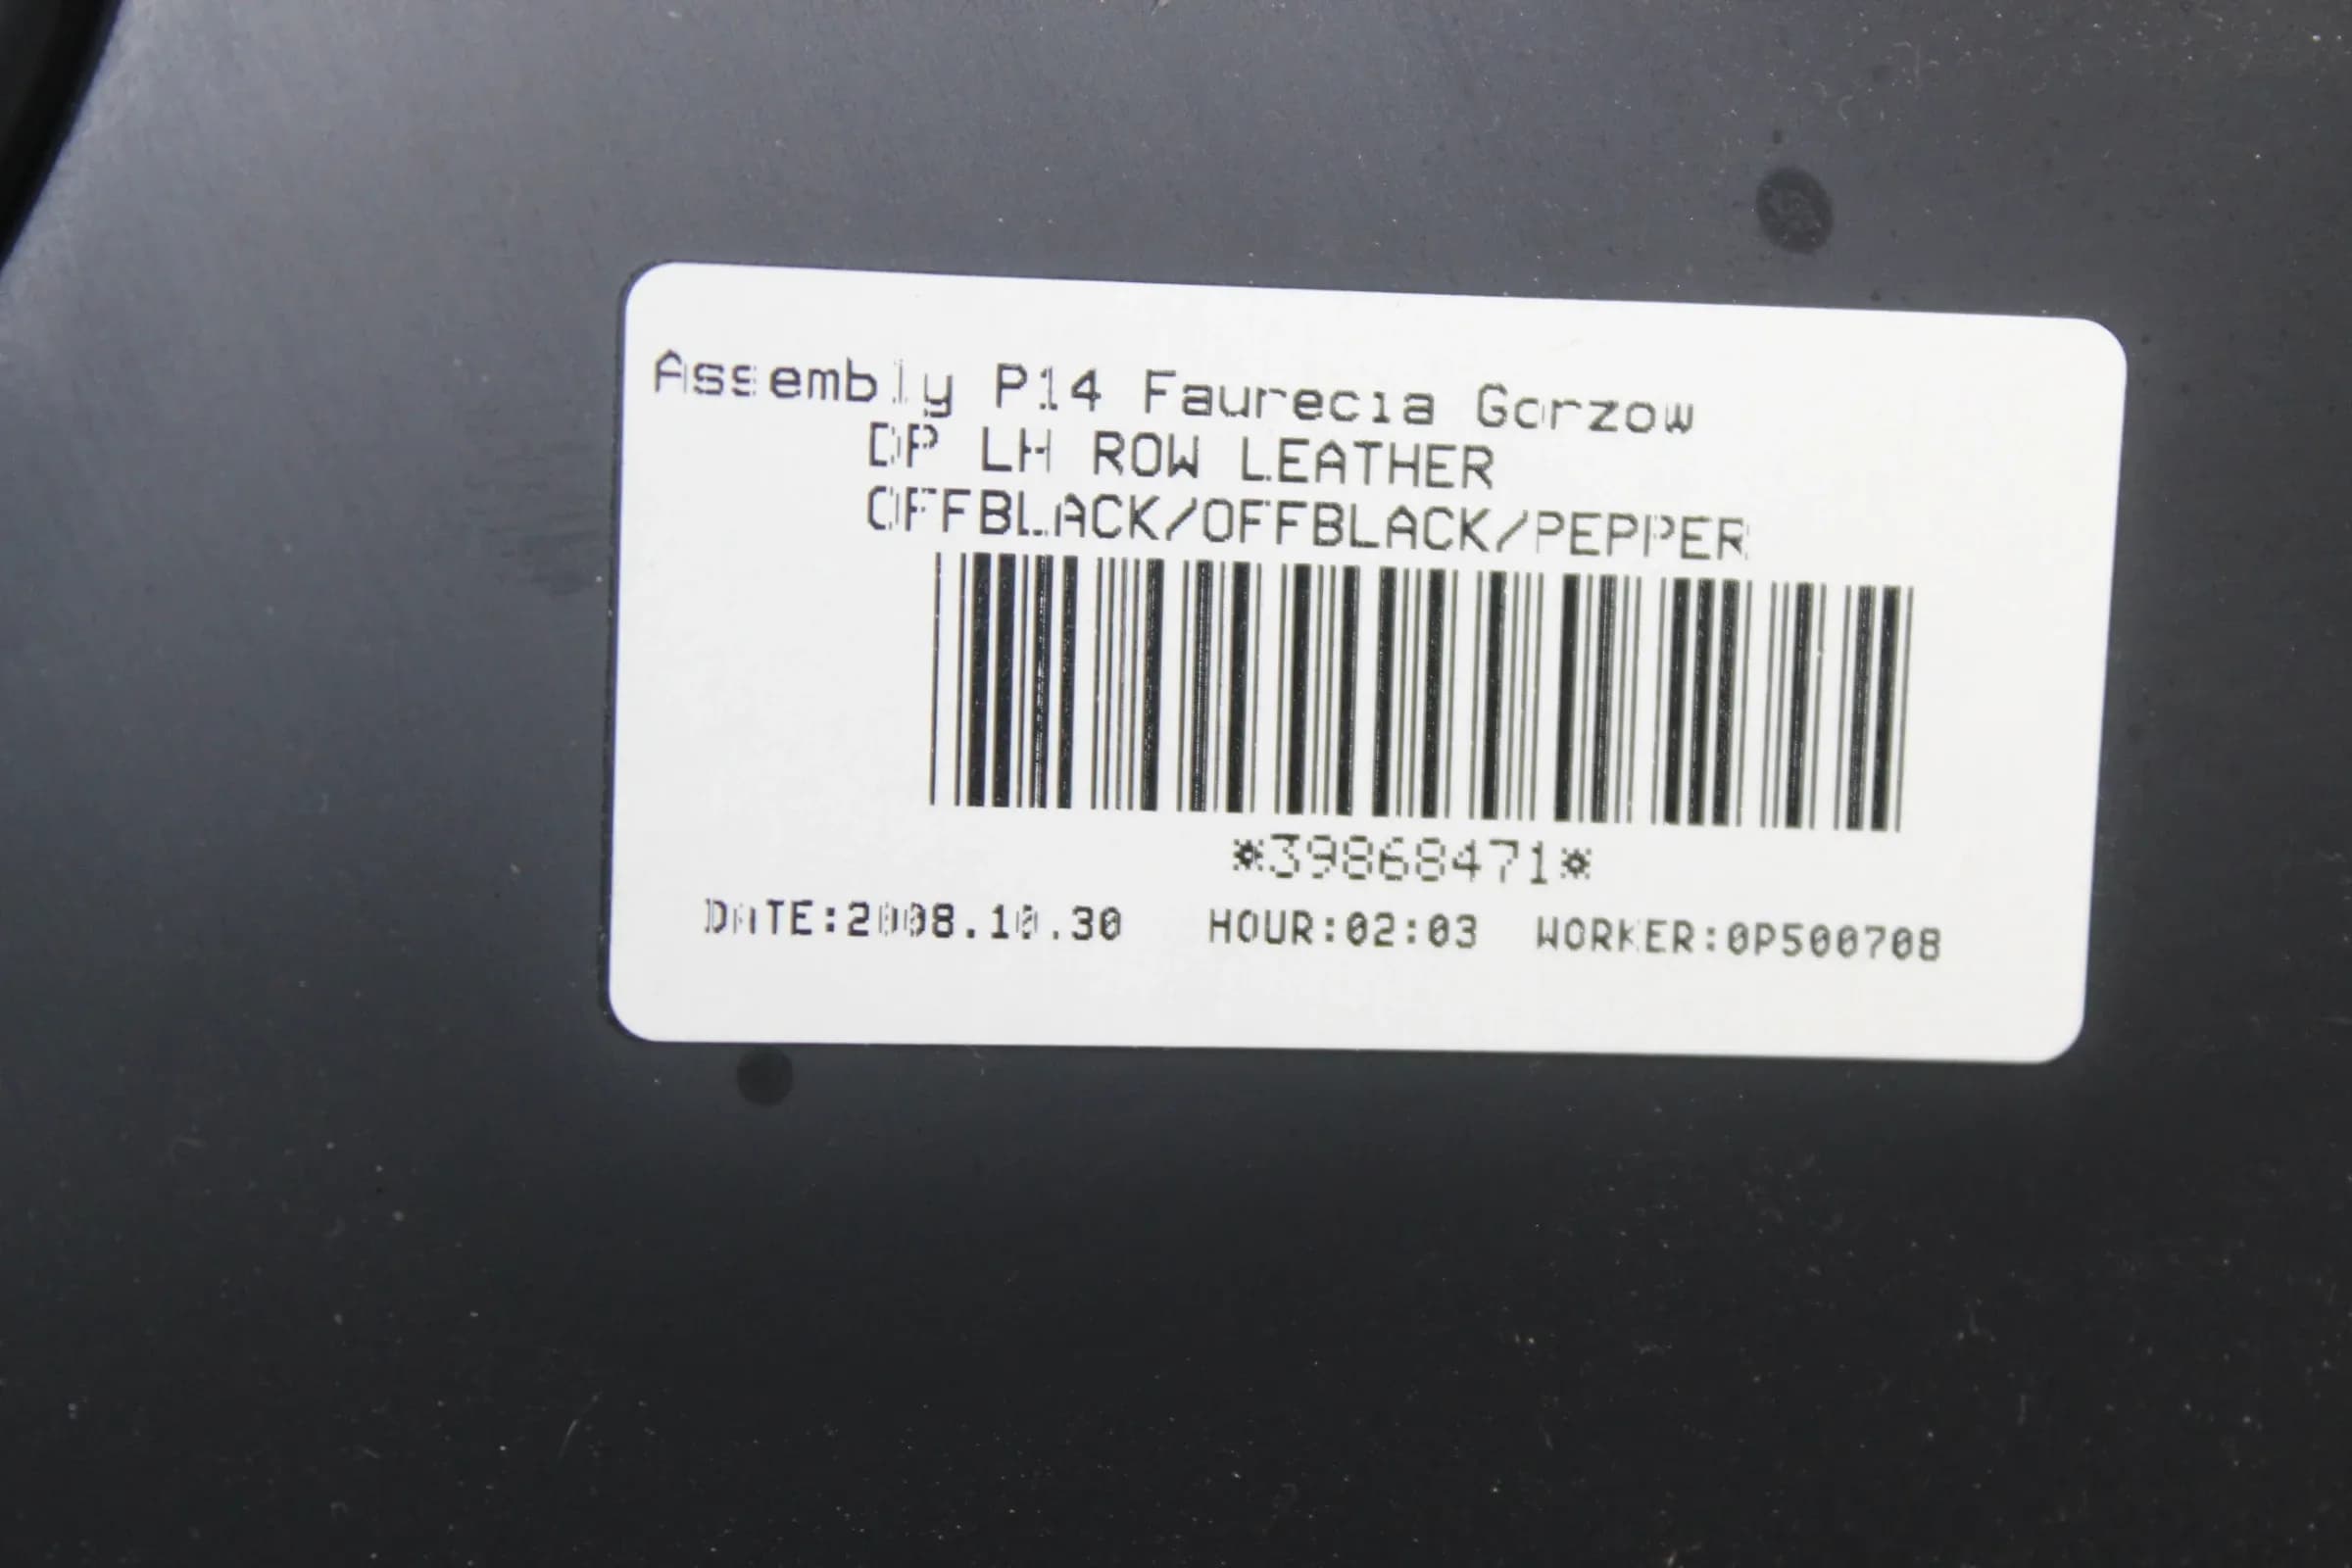 Assembly P14 Faurecia Gorzow
DP LH ROW LEATHER
OFFBLACK/OFFBLACK/PEPPER
*39868471*
DATE:2008.10.30 HOUR:02:03 WORKER:0P500708